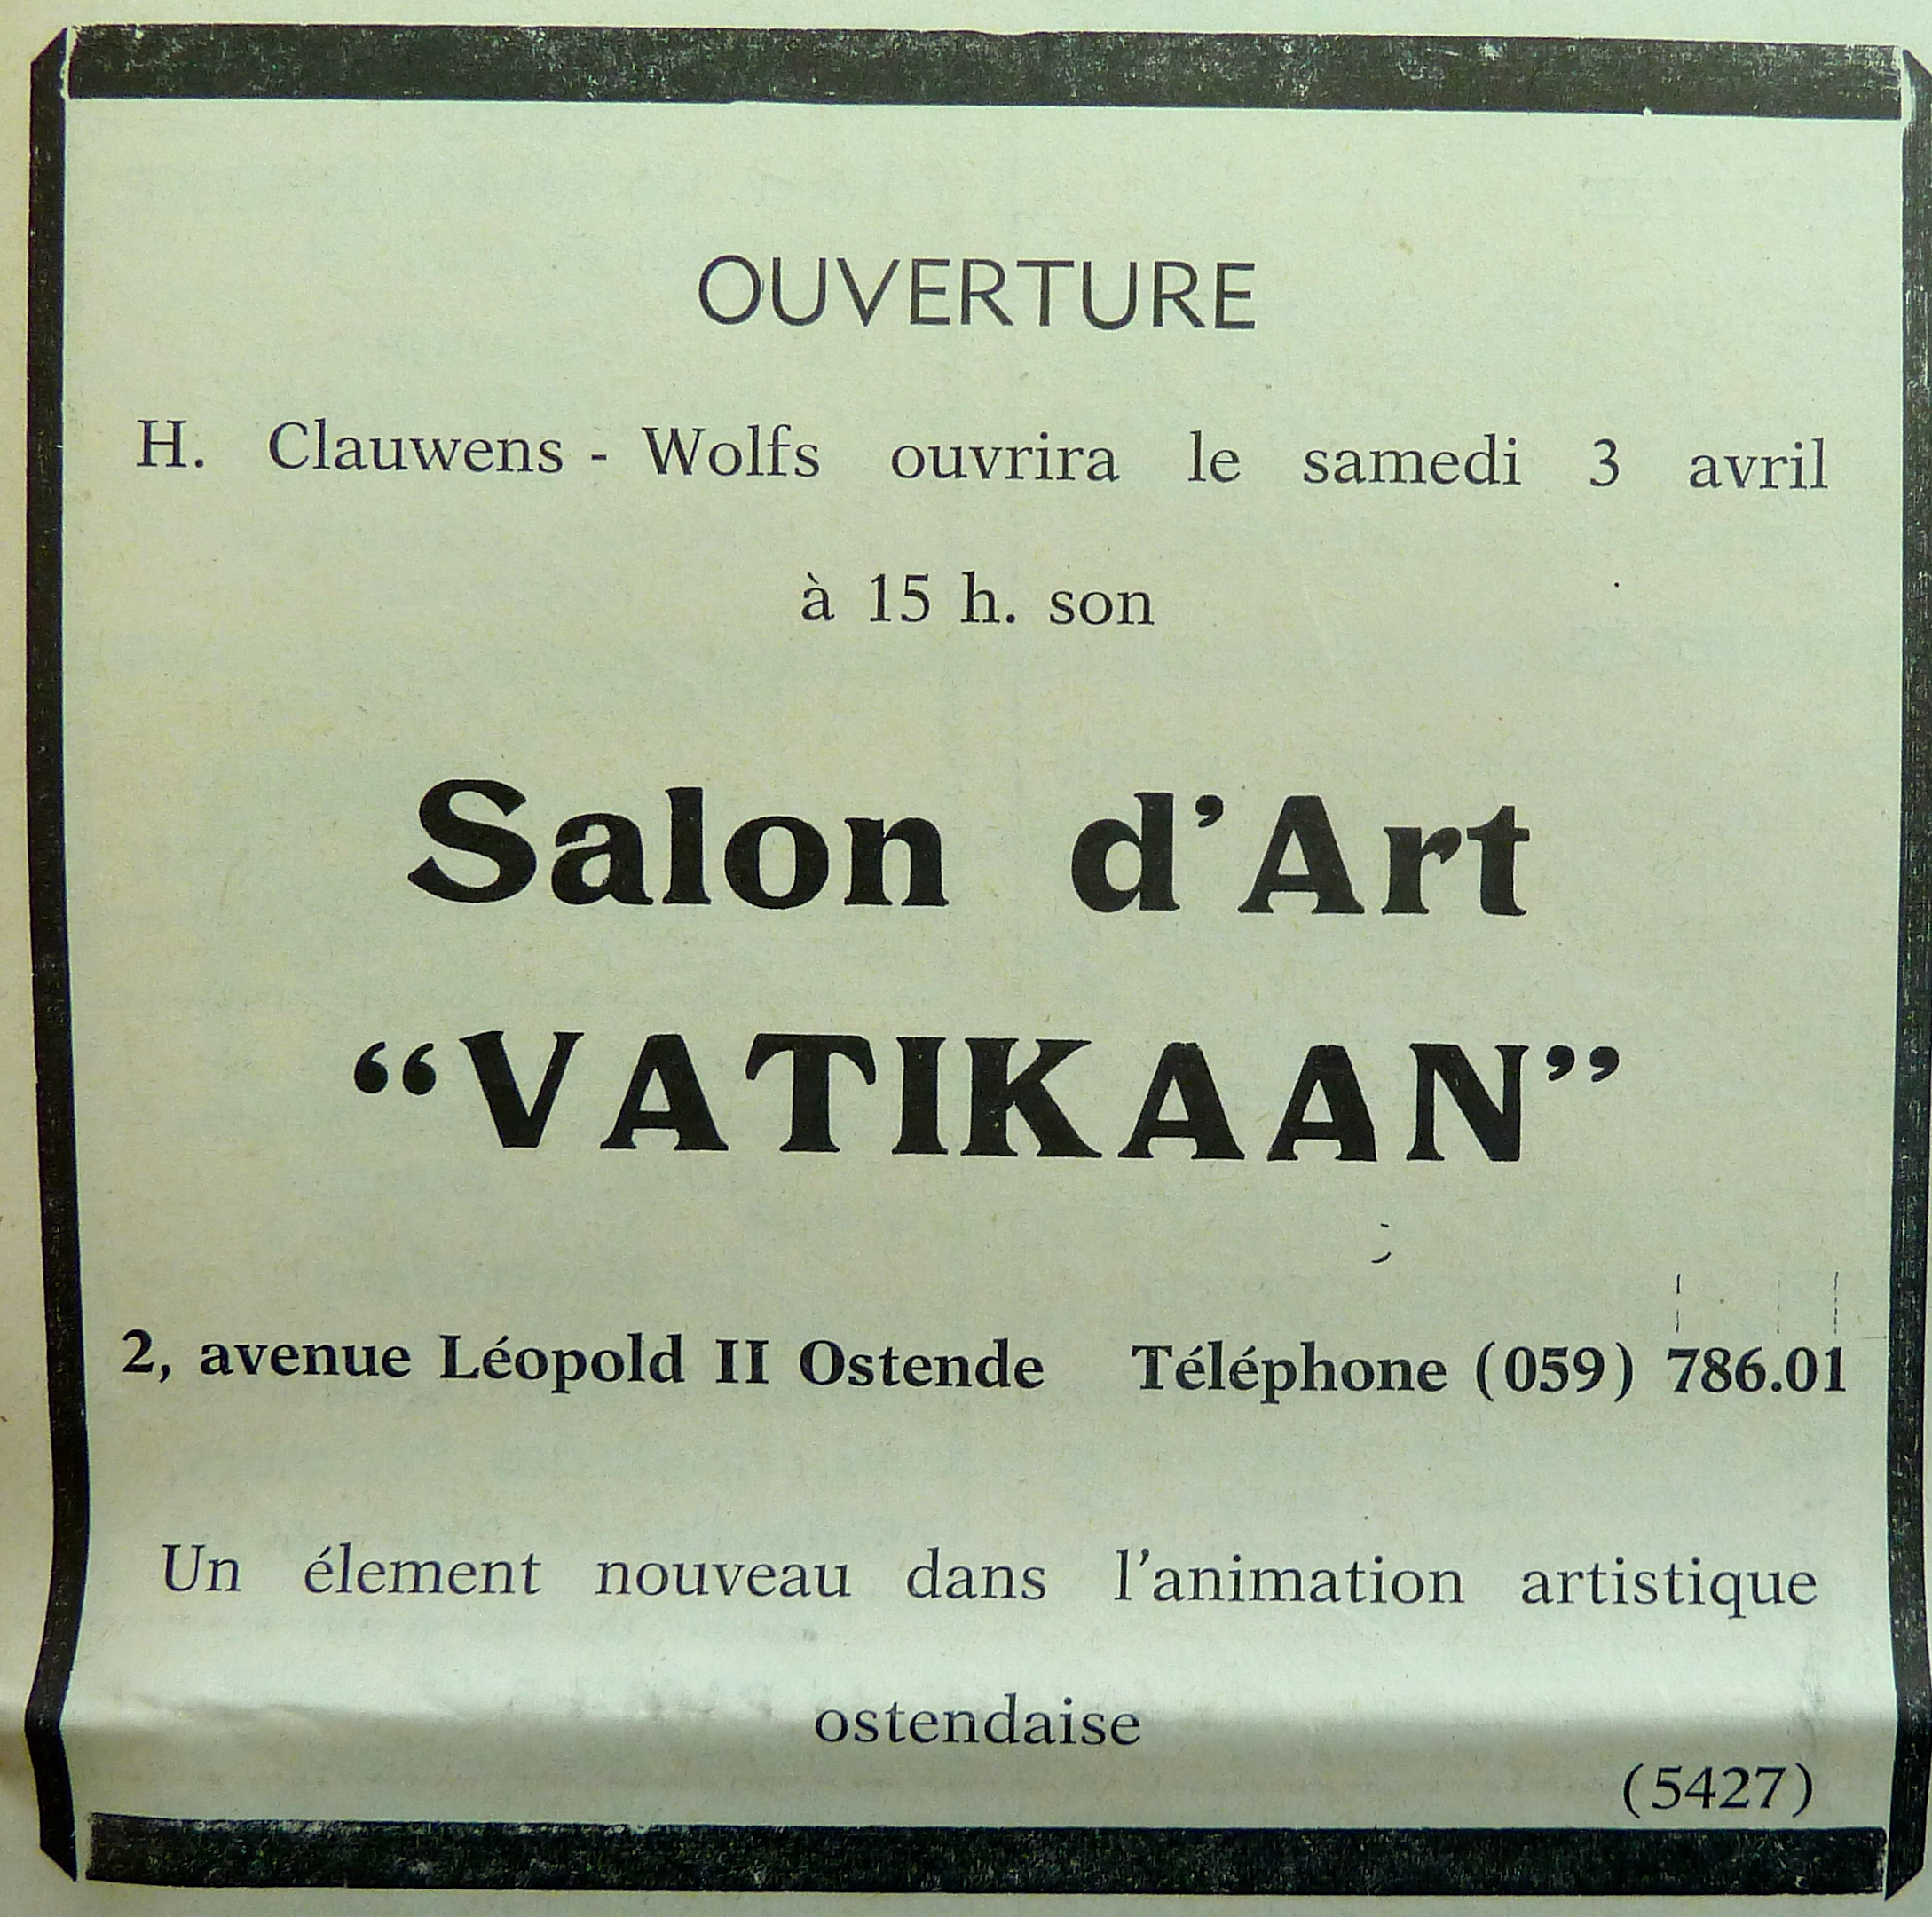 OUVERTURE
H. Clauwens - Wolfs ouvrira le samedi 3 avril
à 15 h. son
Salon d’Art
“VATIKAAN”
2, avenue Léopold II Ostende Téléphone (059) 786.01
Un élement nouveau dans l’animation artistique
ostendaise
(5427)